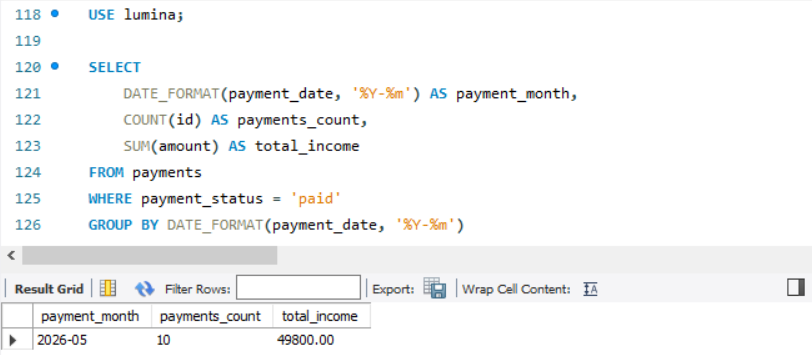 118 USE lumina;
119
120 SELECT
121 DATE_FORMAT(payment_date, '%Y-%m') AS payment_month,
122 COUNT(id) AS payments_count,
123 SUM(amount) AS total_income
124 FROM payments
125 WHERE payment_status = 'paid'
126 GROUP BY DATE_FORMAT(payment_date, '%Y-%m')
Result Grid Filter Rows: Export: Wrap Cell Content:
payment_month payments_count total_income
2026-05 10 49800.00